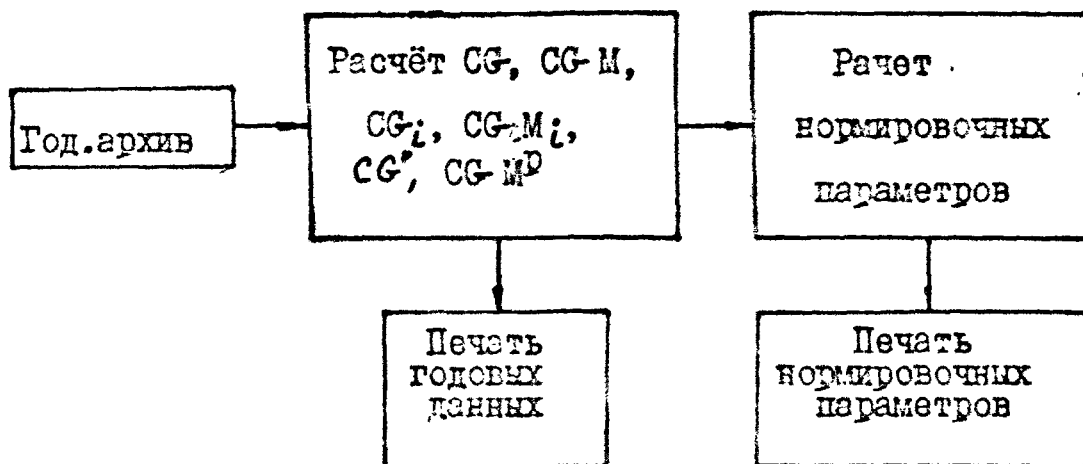 Год.архив
Расчёт CG, CG-M,
CGi, CG-Mi,
CG*, CG-Mᴰ
Рачет
нормировочных
параметров
Печать
годовых
данных
Печать
нормировочных
параметров